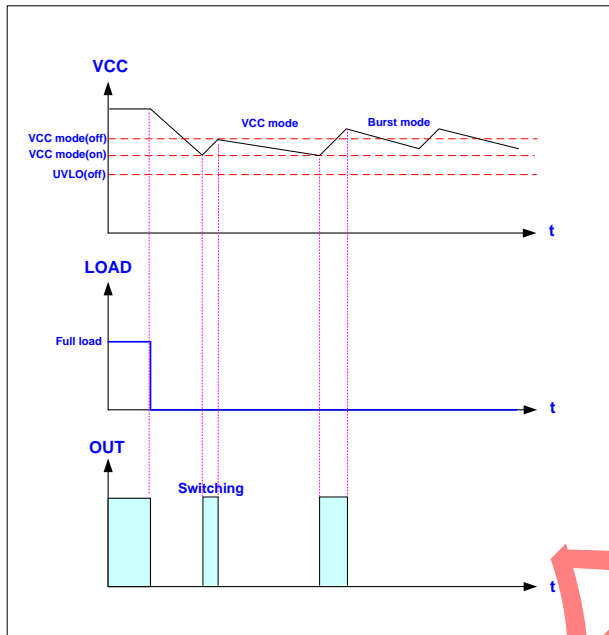 VCC
VCC mode
Burst mode
VCC mode(off)
VCC mode(on)
UVLO(off)
t
LOAD
Full load
t
OUT
Switching
t